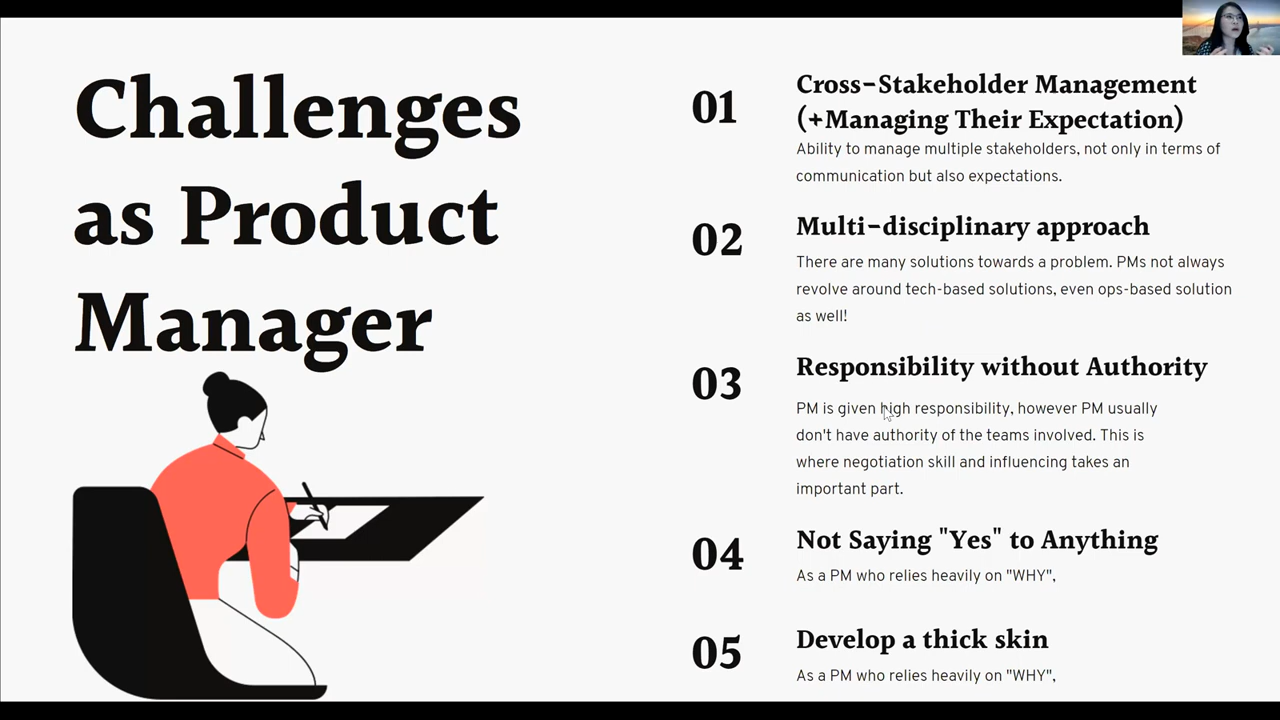 Challenges
as Product
Manager
01
Cross-Stakeholder Management
(+Managing Their Expectation)
Ability to manage multiple stakeholders, not only in terms of
communication but also expectations.
02
Multi-disciplinary approach
There are many solutions towards a problem. PMs not always
revolve around tech-based solutions, even ops-based solution
as well!
03
Responsibility without Authority
PM is given high responsibility, however PM usually
don't have authority of the teams involved. This is
where negotiation skill and influencing takes an
important part.
04
Not Saying "Yes" to Anything
As a PM who relies heavily on "WHY",
05
Develop a thick skin
As a PM who relies heavily on "WHY",